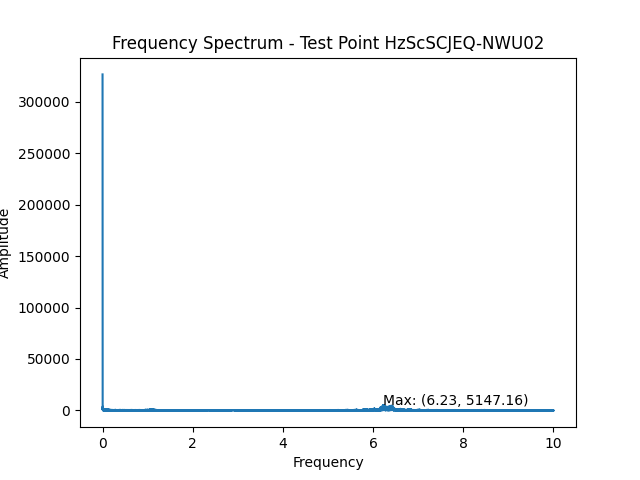 Frequency Spectrum - Test Point HzScSCJEQ-NWU02
300000
250000
200000
150000
100000
50000
0
Amplitude
Max: (6.23, 5147.16)
0 2 4 6 8 10
Frequency